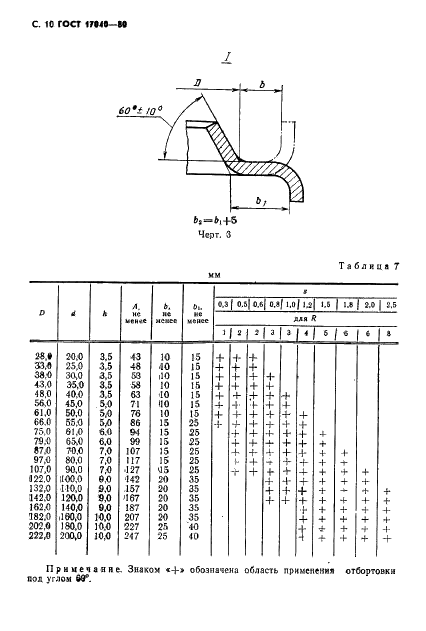 С. 10 ГОСТ 17040—80
I
D b
60°±10°
b₁
b₂=b₁+5
Черт. 3
Таблица 7
мм
s
D d h A, не менее b, не менее b₁, не менее 0,3 0,5 0,6 0,8 1,0 1,2 1,5 1,8 2,0 2,5
для R
1 2 2 3 3 4 5 6 6 8
28,0 20,0 3,5 43 10 15 + + +
33,0 25,0 3,5 48 10 15 + + +
38,0 30,0 3,5 53 10 15 + + + +
43,0 35,0 3,5 58 10 15 + + + +
48,0 40,0 3,5 63 10 15 + + + + +
56,0 45,0 5,0 71 10 15 + + + + +
61,0 50,0 5,0 76 10 15 + + + + + +
66,0 55,0 5,0 86 15 25 + + + + + +
75,0 61,0 6,0 94 15 25 + + + + + +
79,0 65,0 6,0 99 15 25 + + + + + +
87,0 70,0 7,0 107 15 25 + + + + + + +
97,0 80,0 7,0 117 15 25 + + + + + + +
107,0 90,0 7,0 127 15 25 + + + + + + + +
122,0 100,0 9,0 142 20 35 + + + + + +
132,0 110,0 9,0 157 20 35 + + + + + + +
142,0 120,0 9,0 167 20 35 + + + + + + +
162,0 140,0 9,0 187 20 35 + + + + +
182,0 160,0 10,0 207 20 35 + + + + +
202,0 180,0 10,0 227 25 40 + + + + +
222,0 200,0 10,0 247 25 40 + + + + +
Примечание. Знаком «+» обозначена область применения отбортовки
под углом 60°.